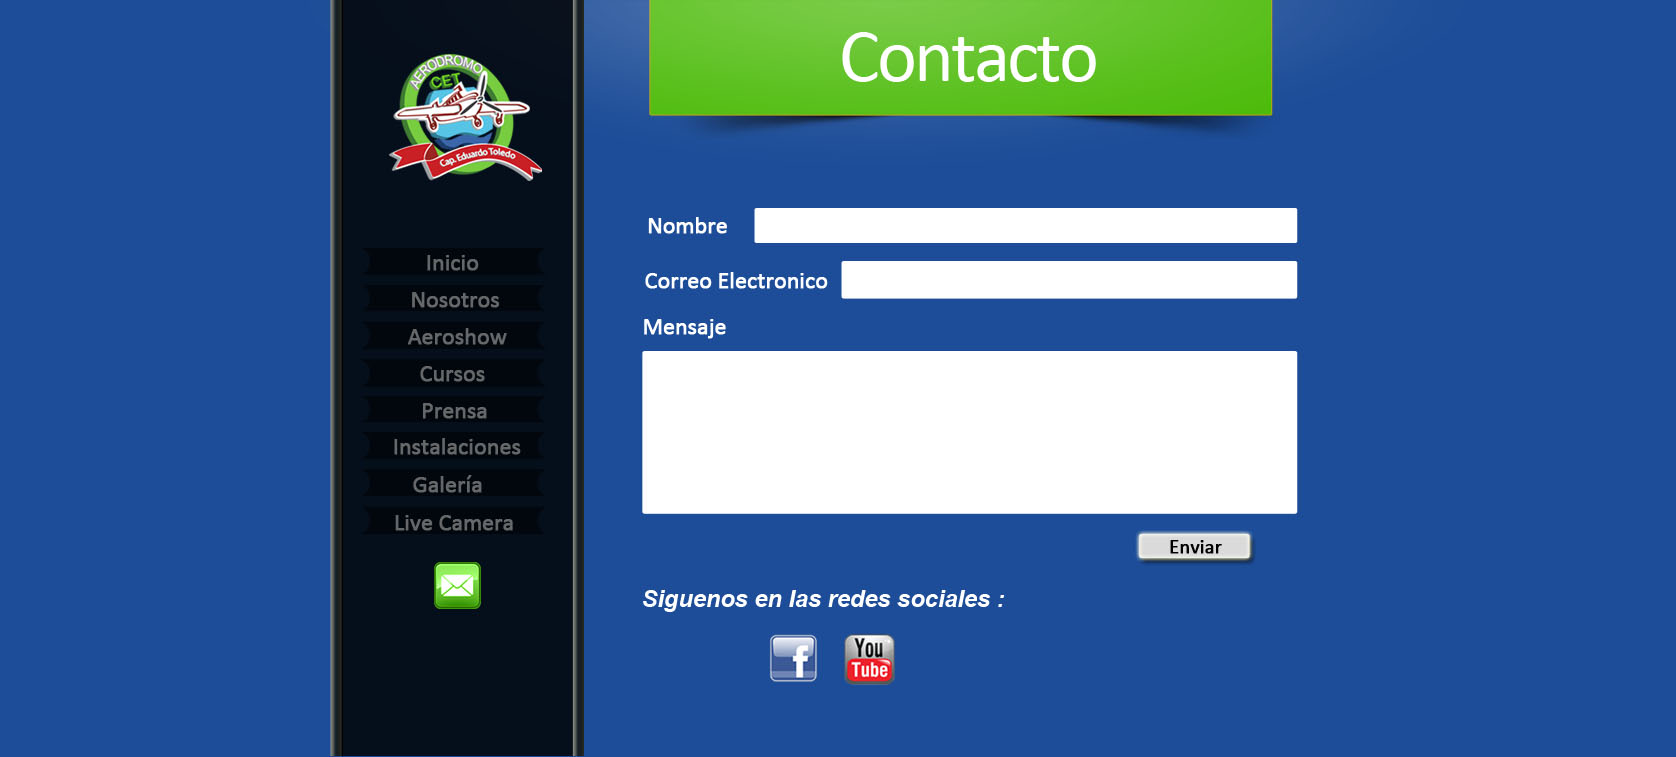 AERODROMO
CET
Cap. Eduardo Toledo
Inicio
Nosotros
Aeroshow
Cursos
Prensa
Instalaciones
Galería
Live Camera
Contacto
Nombre
Correo Electronico
Mensaje
Enviar
Siguenos en las redes sociales :
f
You
Tube